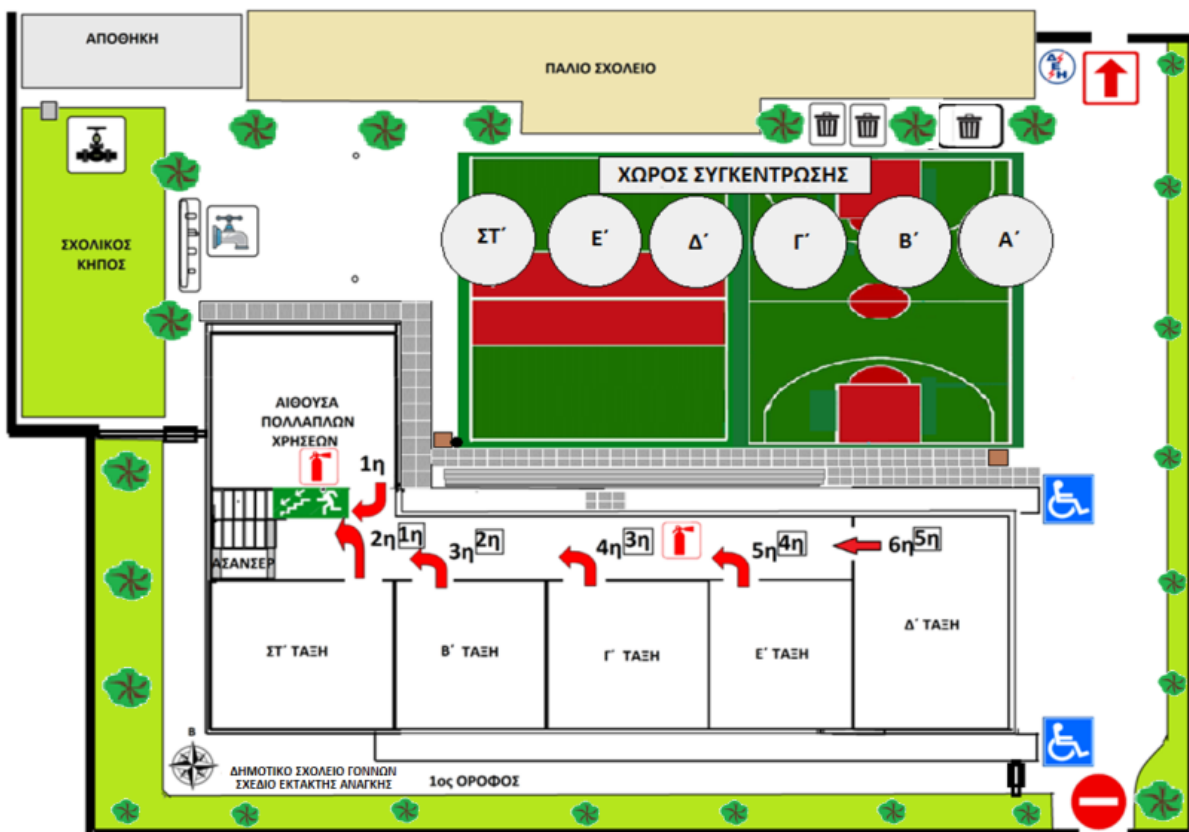 ΑΠΟΘΗΚΗ
ΠΑΛΙΟ ΣΧΟΛΕΙΟ
ΔΕΗ
ΧΩΡΟΣ ΣΥΓΚΕΝΤΡΩΣΗΣ
ΣΤ΄ Ε΄ Δ΄ Γ΄ Β΄ Α΄
ΣΧΟΛΙΚΟΣ
ΚΗΠΟΣ
ΑΙΘΟΥΣΑ
ΠΟΛΛΑΠΛΩΝ
ΧΡΗΣΕΩΝ
1η
2η 1η 3η 2η 4η 3η 5η 4η 6η 5η
ΑΣΑΝΣΕΡ
ΣΤ΄ ΤΑΞΗ Β΄ ΤΑΞΗ Γ΄ ΤΑΞΗ Ε΄ ΤΑΞΗ Δ΄ ΤΑΞΗ
Β
ΔΗΜΟΤΙΚΟ ΣΧΟΛΕΙΟ ΓΟΝΝΩΝ
ΣΧΕΔΙΟ ΕΚΤΑΚΤΗΣ ΑΝΑΓΚΗΣ
1ος ΟΡΟΦΟΣ